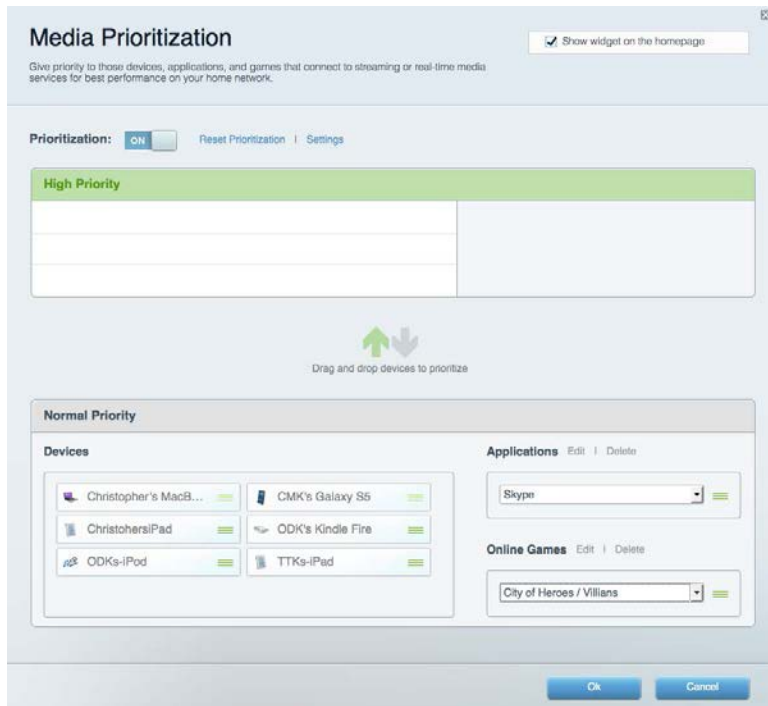 Media Prioritization
Show widget on the homepage
Give priority to those devices, applications, and games that connect to streaming or real-time media
services for best performance on your home network.
Prioritization: ON Reset Prioritization | Settings
High Priority
Drag and drop devices to prioritize
Normal Priority
Devices
Christopher's MacB...
CMK's Galaxy S5
ChristohersiPad
ODK's Kindle Fire
ODKs-iPod
TTKs-iPad
Applications Edit | Delete
Skype
Online Games Edit | Delete
City of Heroes / Villians
Ok
Cancel